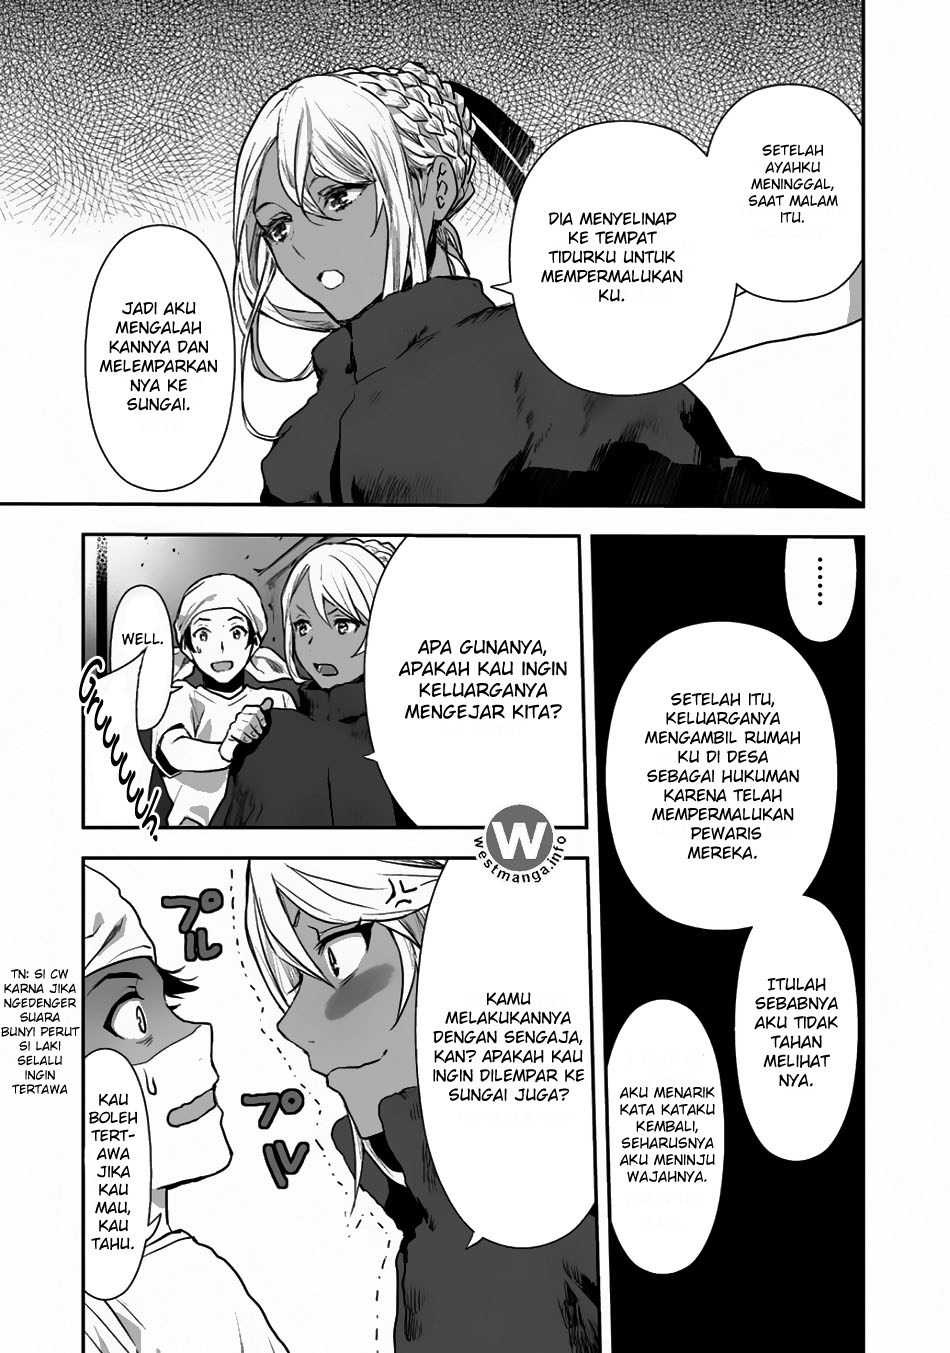 SETELAH
AYAHKU
MENINGGAL,
SAAT MALAM
ITU.
DIA MENYELINAP
KE TEMPAT
TIDURKU UNTUK
MEMPERMALUKAN
KU.
JADI AKU
MENGALAH
KANNYA DAN
MELEMPARKAN
NYA KE
SUNGAI.
........
SETELAH ITU,
KELUARGANYA
MENGAMBIL RUMAH
KU DI DESA
SEBAGAI HUKUMAN
KARENA TELAH
MEMPERMALUKAN
PEWARIS
MEREKA.
ITULAH
SEBABNYA
AKU TIDAK
TAHAN
MELIHAT
NYA.
AKU MENARIK
KATA KATAKU
KEMBALI,
SEHARUSNYA
AKU MENINJU
WAJAHNYA.
APA GUNANYA,
APAKAH KAU INGIN
KELUARGANYA
MENGEJAR KITA?
WELL.
Gruuuuuuh.
W
westmanga.info
KAMU
MELAKUKANNYA
DENGAN SENGAJA,
KAN? APAKAH KAU
INGIN DILEMPAR KE
SUNGAI JUGA?
プル
プル
KAU
BOLEH
TERT-
AWA
JIKA
KAU
MAU,
KAU
TAHU.
TN: SI CW
KARNA JIKA
NGEDENGER
SUARA
BUNYI PERUT
SI LAKI
SELALU
INGIN
TERTAWA